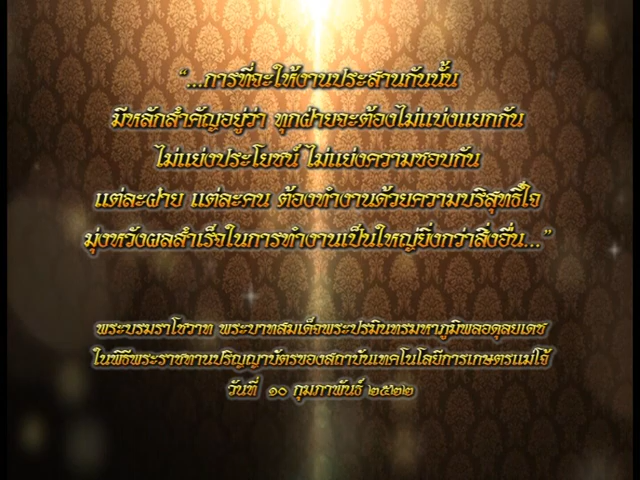 “...การที่จะให้งานประสานกันนั้น
มีหลักสำคัญอยู่ว่า ทุกฝ่ายจะต้องไม่แบ่งแยกกัน
ไม่แย่งประโยชน์ ไม่แย่งความชอบกัน
แต่ละฝ่าย แต่ละคน ต้องทำงานด้วยความบริสุทธิ์ใจ
มุ่งหวังผลสำเร็จในการทำงานเป็นใหญ่ยิ่งกว่าสิ่งอื่น...”
พระบรมราโชวาท พระบาทสมเด็จพระปรมินทรมหาภูมิพลอดุลยเดช
ในพิธีพระราชทานปริญญาบัตรของสถาบันเทคโนโลยีการเกษตรแม่โจ้
วันที่ ๑๐ กุมภาพันธ์ ๒๕๒๒